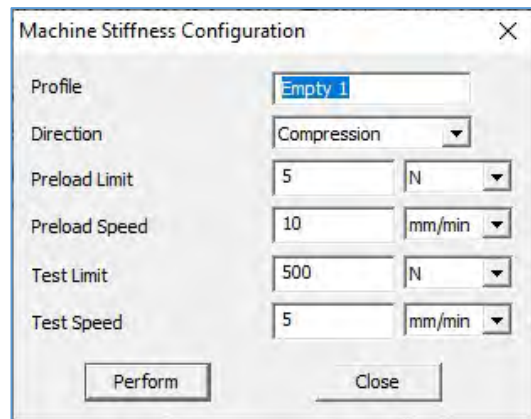 Machine Stiffness Configuration
Profile Empty 1
Direction Compression
Preload Limit 5 N
Preload Speed 10 mm/min
Test Limit 500 N
Test Speed 5 mm/min
Perform Close